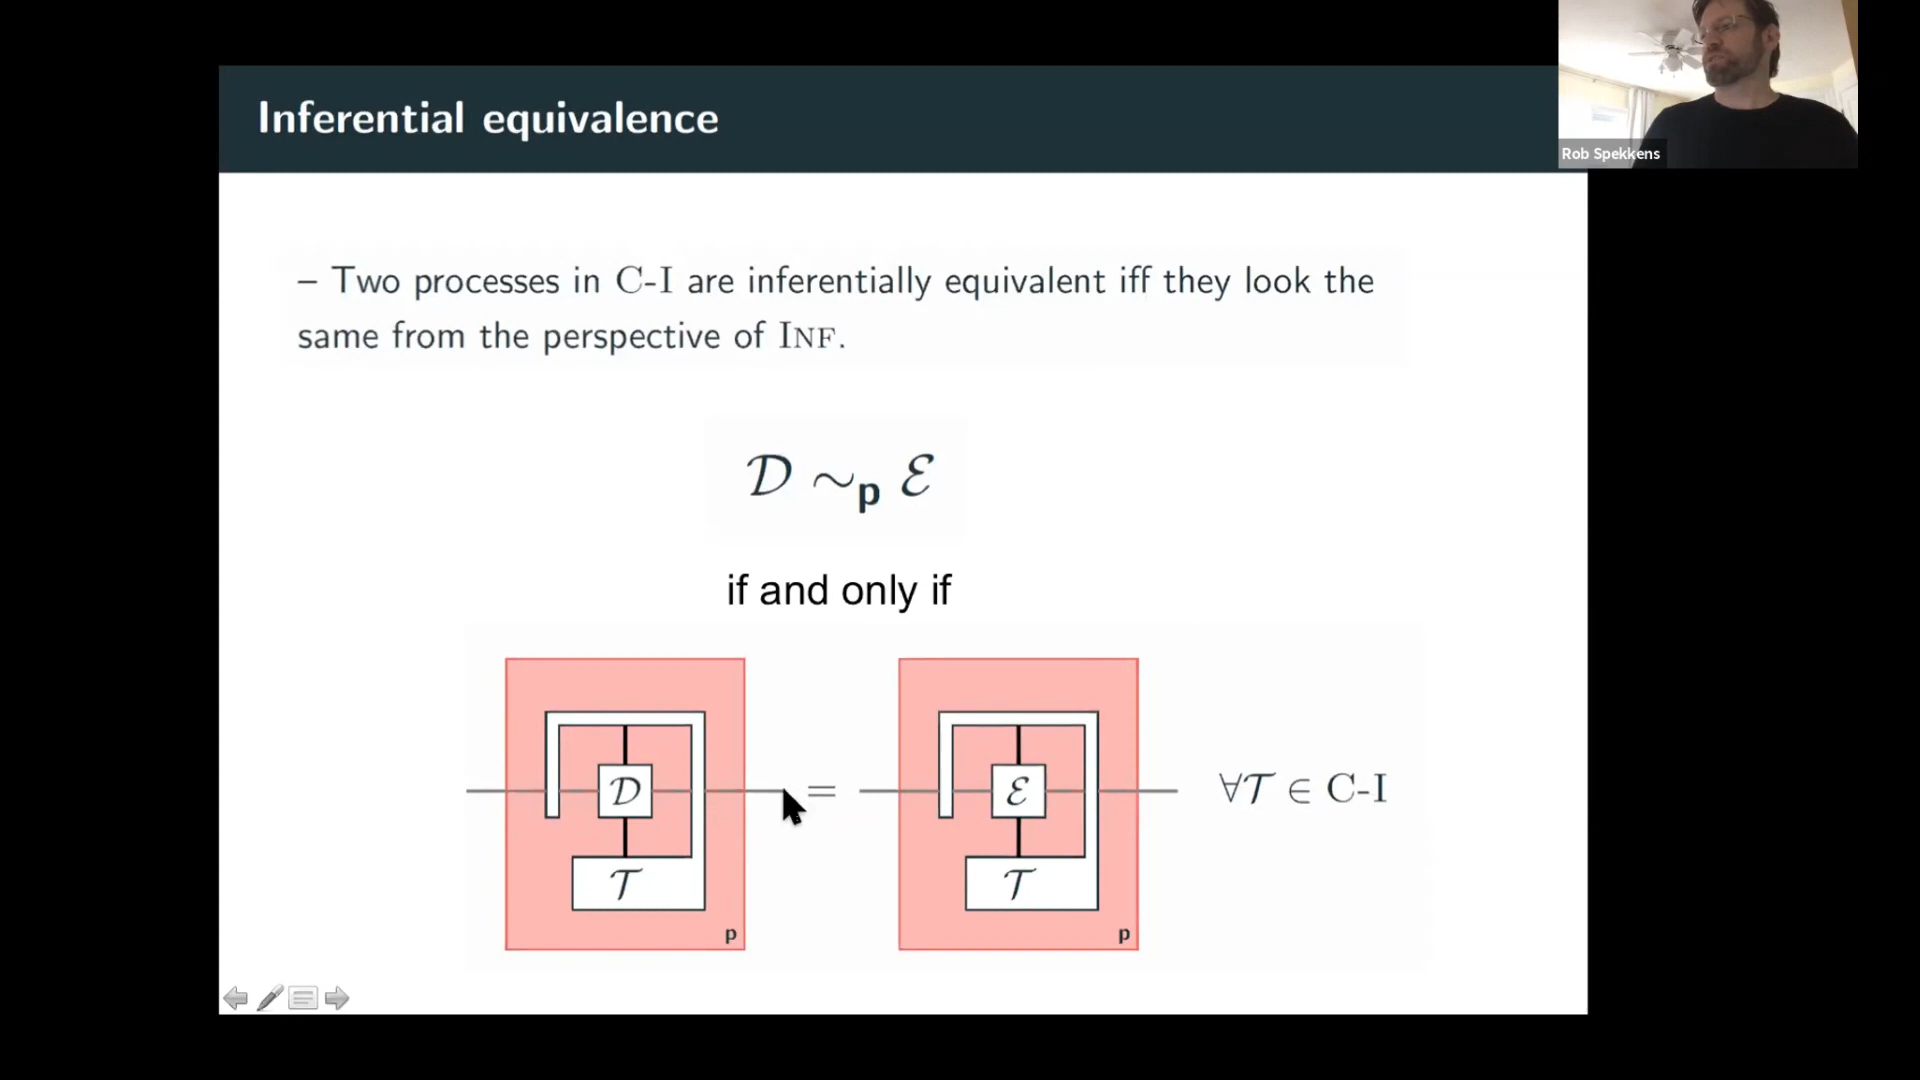 Inferential equivalence
Rob Spekkens
– Two processes in C-I are inferentially equivalent iff they look the
same from the perspective of INF.
𝒟 ∼ₚ ℰ
if and only if
𝒟 = ℰ ∀𝒯 ∈ C-I
𝒯 𝒯
p p